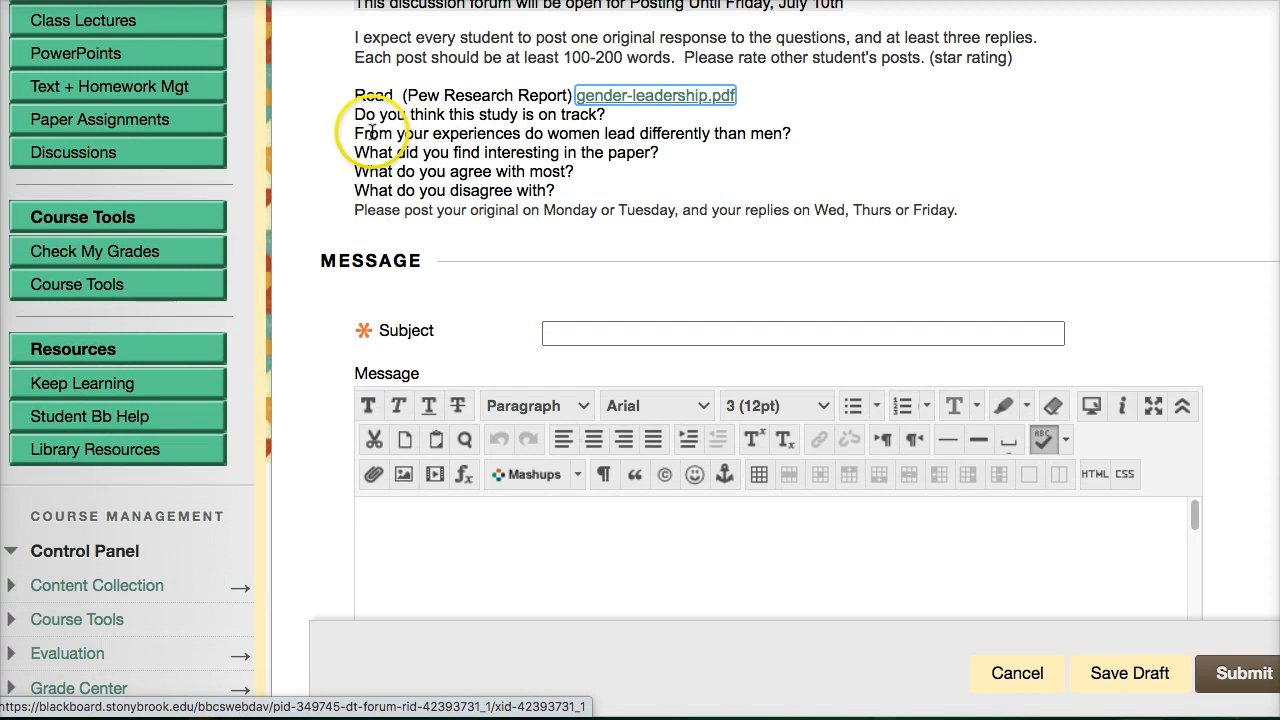 Class Lectures
PowerPoints
Text + Homework Mgt
Paper Assignments
Discussions
Course Tools
Check My Grades
Course Tools
Resources
Keep Learning
Student Bb Help
Library Resources
COURSE MANAGEMENT
Control Panel
Content Collection
Course Tools
Evaluation
Grade Center
https://blackboard.stonybrook.edu/bbcswebdav/pid-349745-dt-forum-rid-42393731_1/xid-42393731_1
This discussion forum will be open for Posting Until Friday, July 10th
I expect every student to post one original response to the questions, and at least three replies.
Each post should be at least 100-200 words. Please rate other student's posts. (star rating)
Read (Pew Research Report) gender-leadership.pdf
Do you think this study is on track?
From your experiences do women lead differently than men?
What did you find interesting in the paper?
What do you agree with most?
What do you disagree with?
Please post your original on Monday or Tuesday, and your replies on Wed, Thurs or Friday.
MESSAGE
Subject
Message
T T T T Paragraph Arial 3 (12pt) T
T Tx ABC
fx Mashups HTML CSS
Cancel Save Draft Submit